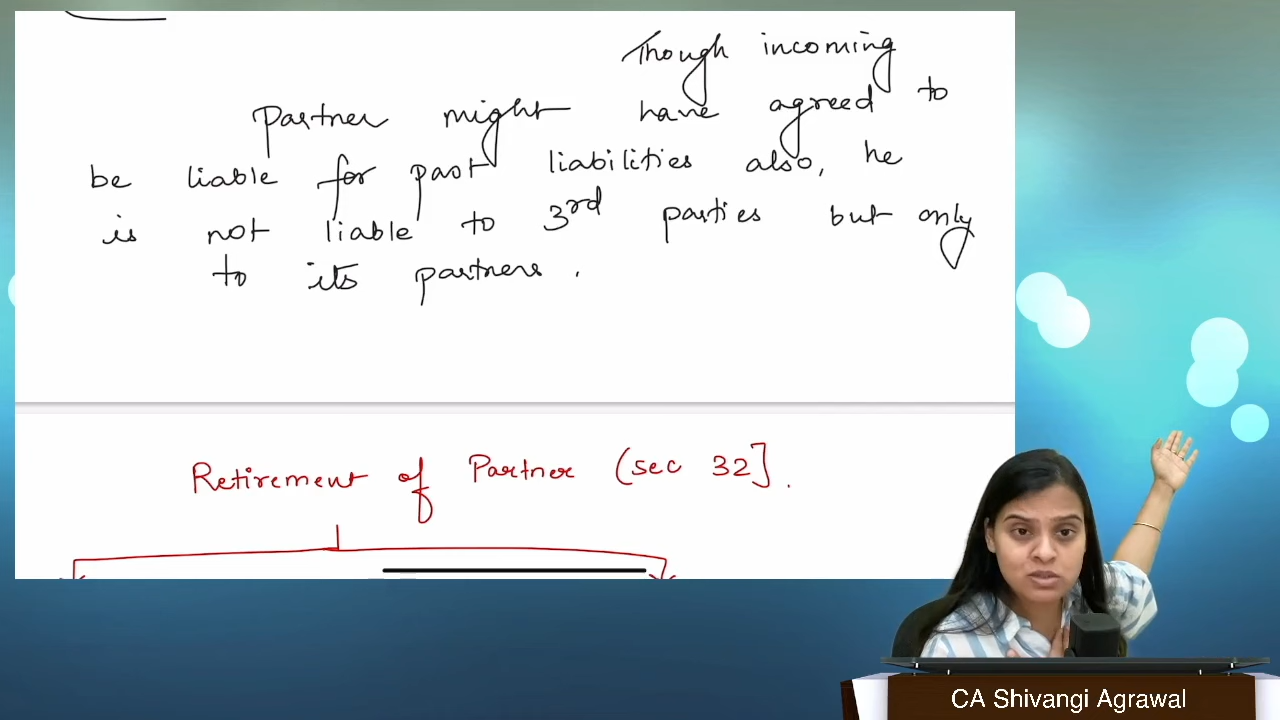 Though incoming
partner might have agreed to
be liable for past liabilities also, he
is not liable to 3rd parties but only
to its partners.
Retirement of Partner (sec 32].
CA Shivangi Agrawal